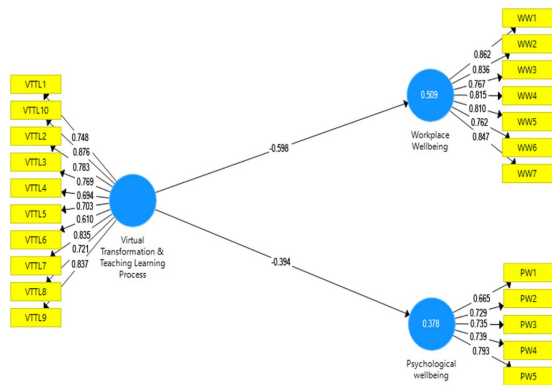 VTTL1
VTTL10
VTTL2
VTTL3
VTTL4
VTTL5
VTTL6
VTTL7
VTTL8
VTTL9
0.748
0.876
0.783
0.769
0.694
0.703
0.610
0.835
0.721
0.837
Virtual
Transformation &
Teaching Learning
Process
-0.598
-0.394
0.509
Workplace
Wellbeing
0.862
0.836
0.767
0.815
0.810
0.762
0.847
WW1
WW2
WW3
WW4
WW5
WW6
WW7
0.378
Psychological
wellbeing
0.665
0.729
0.735
0.739
0.793
PW1
PW2
PW3
PW4
PW5